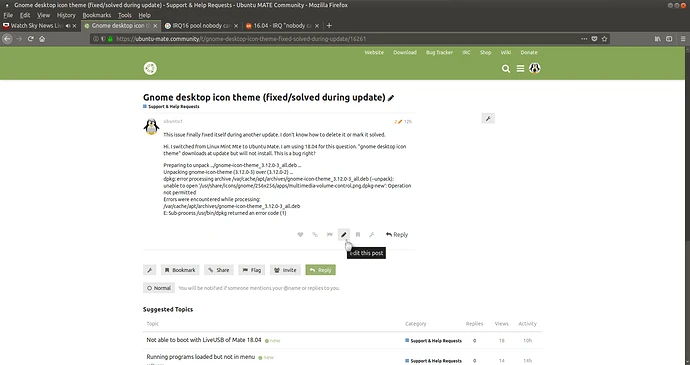 Gnome desktop icon theme (fixed/solved during update) - Support & Help Requests - Ubuntu MATE Community - Mozilla Firefox
File Edit View History Bookmarks Tools Help
Watch Sky News Liv
Gnome desktop icon th
IRQ16 pool nobody ca
16.04 - IRQ "nobody c
https://ubuntu-mate.community/t/gnome-desktop-icon-theme-fixed-solved-during-update/16261
Website Download Bug Tracker IRC Shop Wiki Donate
Gnome desktop icon theme (fixed/solved during update)
Support & Help Requests
This issue finally fixed itself during another update. I don't know how to delete it or mark it solved.
Hi. I switched from Linux Mint Mte to Ubuntu Mate. I am using 18.04 for this question. "gnome desktop icon
theme" downloads at update but will not install. This is a bug right?
Preparing to unpack .../gnome-icon-theme_3.12.0-3_all.deb ...
Unpacking gnome-icon-theme (3.12.0-3) over (3.12.0-2) ...
dpkg: error processing archive /var/cache/apt/archives/gnome-icon-theme_3.12.0-3_all.deb (--unpack):
unable to open '/usr/share/icons/gnome/256x256/apps/multimedia-volume-control.png.dpkg-new': Operation
not permitted
Errors were encountered while processing:
/var/cache/apt/archives/gnome-icon-theme_3.12.0-3_all.deb
E: Sub-process /usr/bin/dpkg returned an error code (1)
Reply
edit this post
Bookmark Share Flag Invite Reply
Normal You will be notified if someone mentions your @name or replies to you.
Suggested Topics
Topic Category Replies Views Activity
Not able to boot with LiveUSB of Mate 18.04 new Support & Help Requests 0 18 10h
Running programs loaded but not in menu new Support & Help Requests 0 14 14h